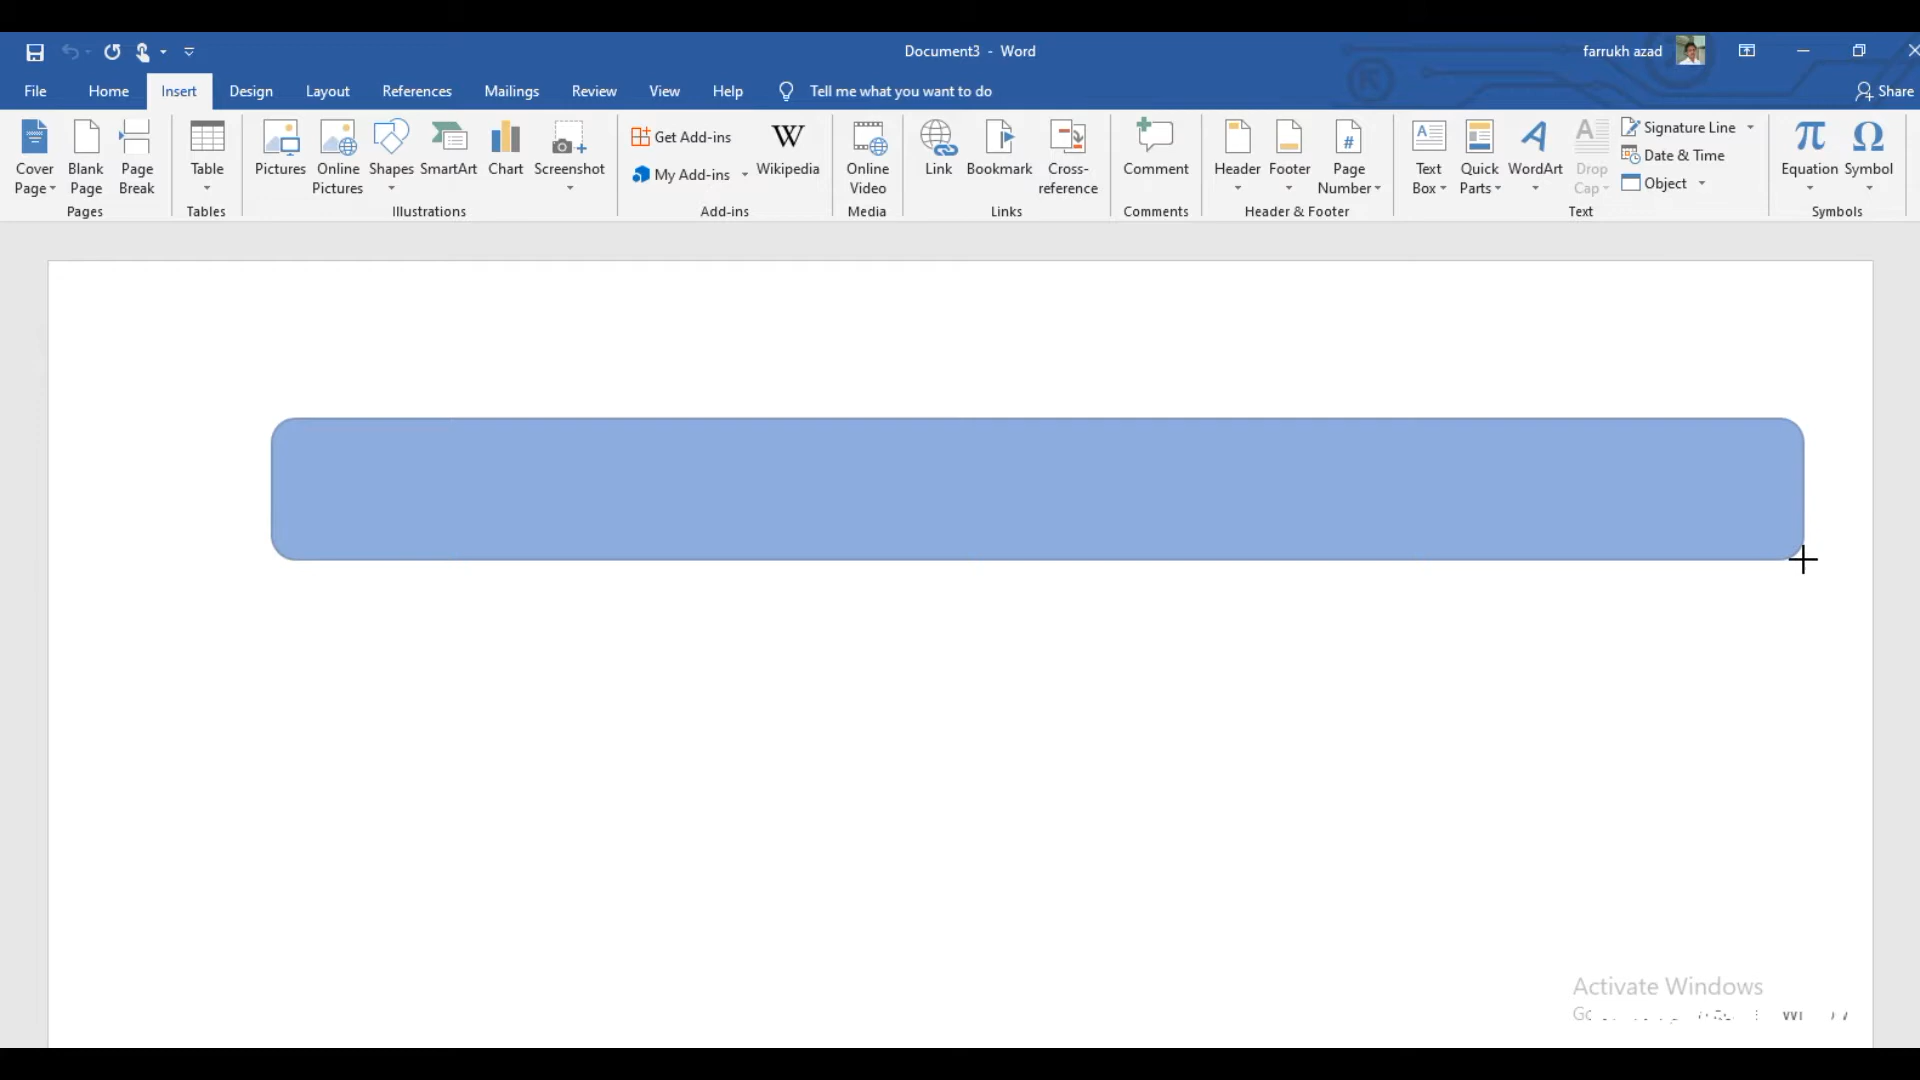 Document3 - Word
farrukh azad
File Home Insert Design Layout References Mailings Review View Help Tell me what you want to do Share
Cover Page
Blank Page
Page Break
Pages
Table
Tables
Pictures
Online Pictures
Shapes
SmartArt
Chart
Screenshot
Illustrations
Get Add-ins
My Add-ins
Wikipedia
Add-ins
Online Video
Media
Link
Bookmark
Cross-reference
Links
Comment
Comments
Header
Footer
Page Number
Header & Footer
Text Box
Quick Parts
WordArt
Drop Cap
Signature Line
Date & Time
Object
Text
Equation
Symbol
Symbols
Activate Windows